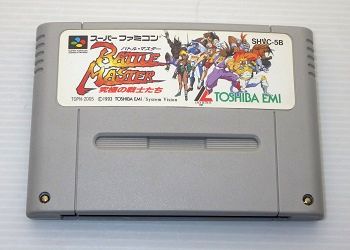 スーパーファミコン
SHVC-5B
バトル・マスター
BATTLE
MASTER
究極の戦士たち
TOSHIBA EMI
©1993 TOSHIBA EMI / System Vision